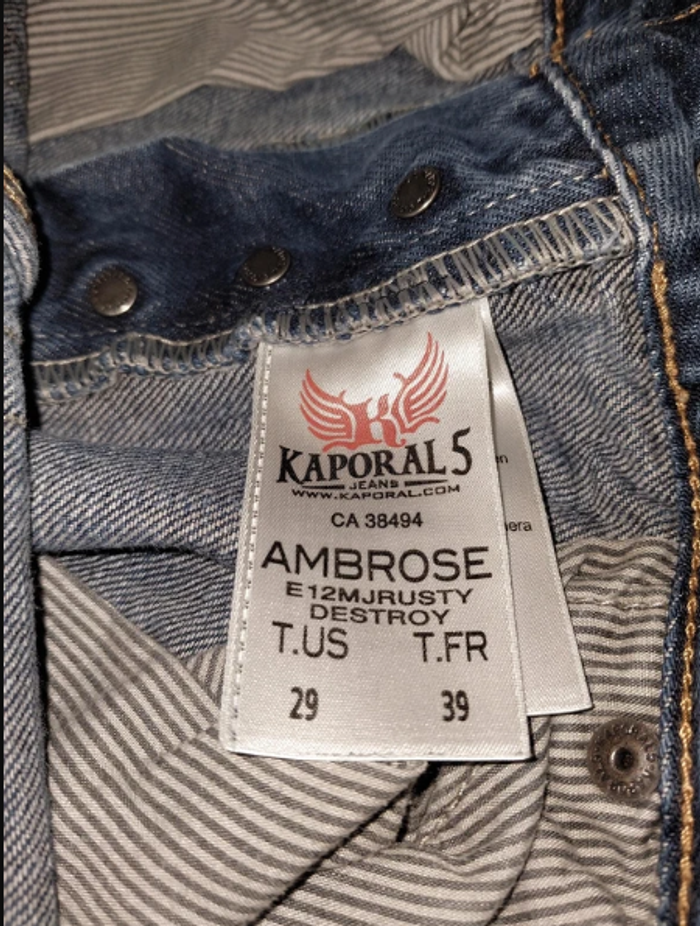 K
KAPORAL 5
JEANS
WWW.KAPORAL.COM
CA 38494
AMBROSE
E12MJRUSTY
DESTROY
T.US T.FR
29 39